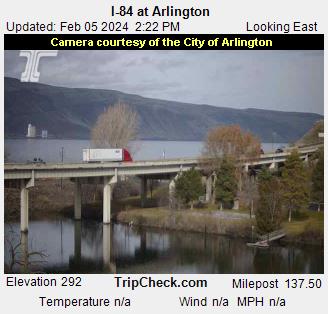 I-84 at Arlington
Updated: Feb 05 2024 2:22 PM Looking East
Camera courtesy of the City of Arlington
Elevation 292 TripCheck.com Milepost 137.50
Temperature n/a Wind n/a MPH n/a